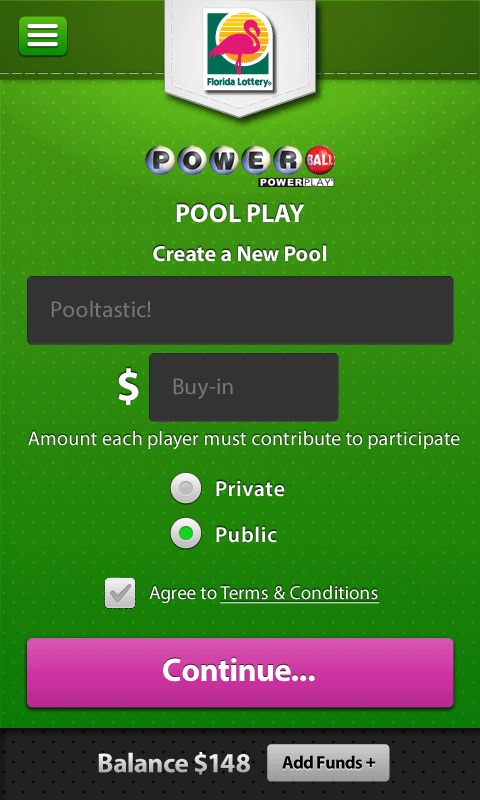 Florida Lottery®
POWERBALL
POWERPLAY
POOL PLAY
Create a New Pool
Pooltastic!
$ Buy-in
Amount each player must contribute to participate
Private
Public
Agree to Terms & Conditions
Continue...
Balance $148 Add Funds +